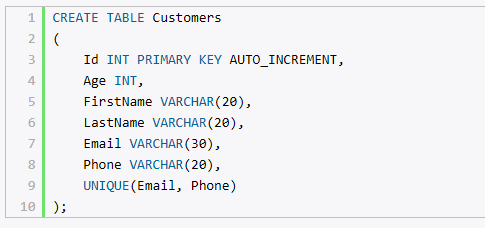 1 CREATE TABLE Customers
2 (
3     Id INT PRIMARY KEY AUTO_INCREMENT,
4     Age INT,
5     FirstName VARCHAR(20),
6     LastName VARCHAR(20),
7     Email VARCHAR(30),
8     Phone VARCHAR(20),
9     UNIQUE(Email, Phone)
10 );